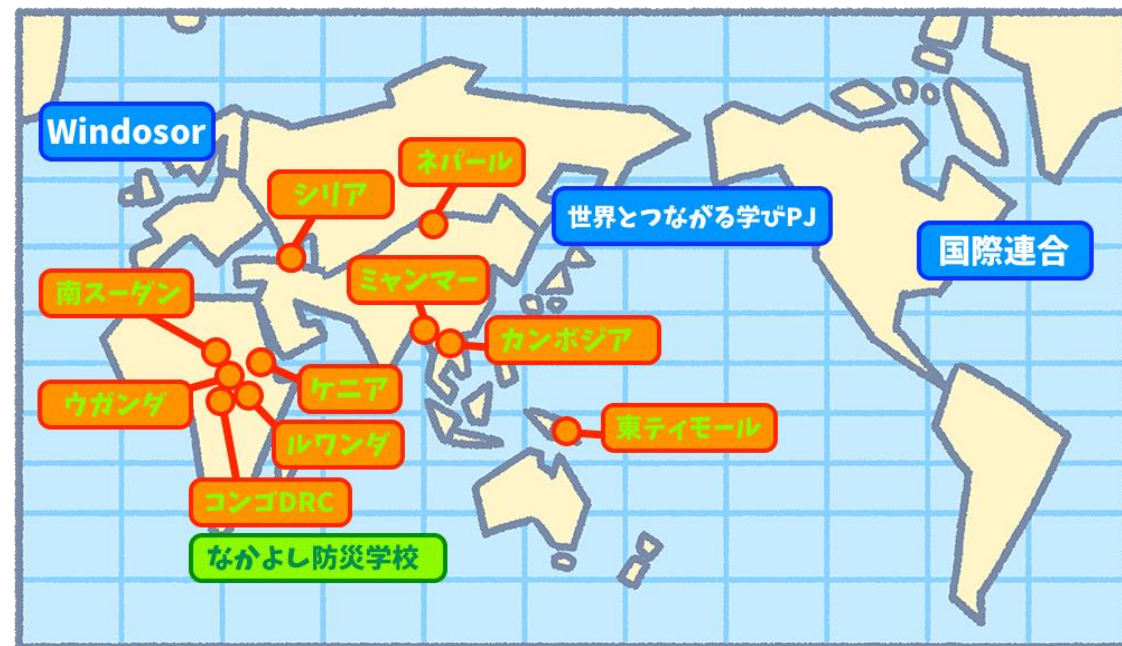 Windosor
ネパール
シリア
世界とつながる学びPJ
国際連合
南スーダン
ミャンマー
カンボジア
ウガンダ
ケニア
東ティモール
ルワンダ
コンゴDRC
なかよし防災学校